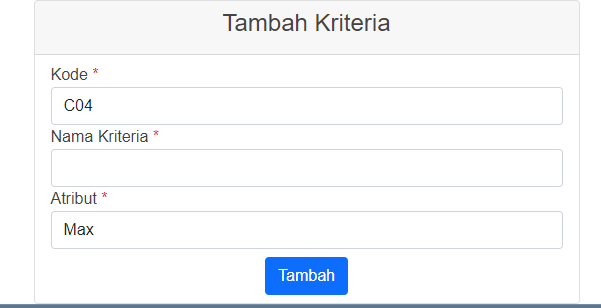 Tambah Kriteria
Kode *
C04
Nama Kriteria *
Atribut *
Max
Tambah